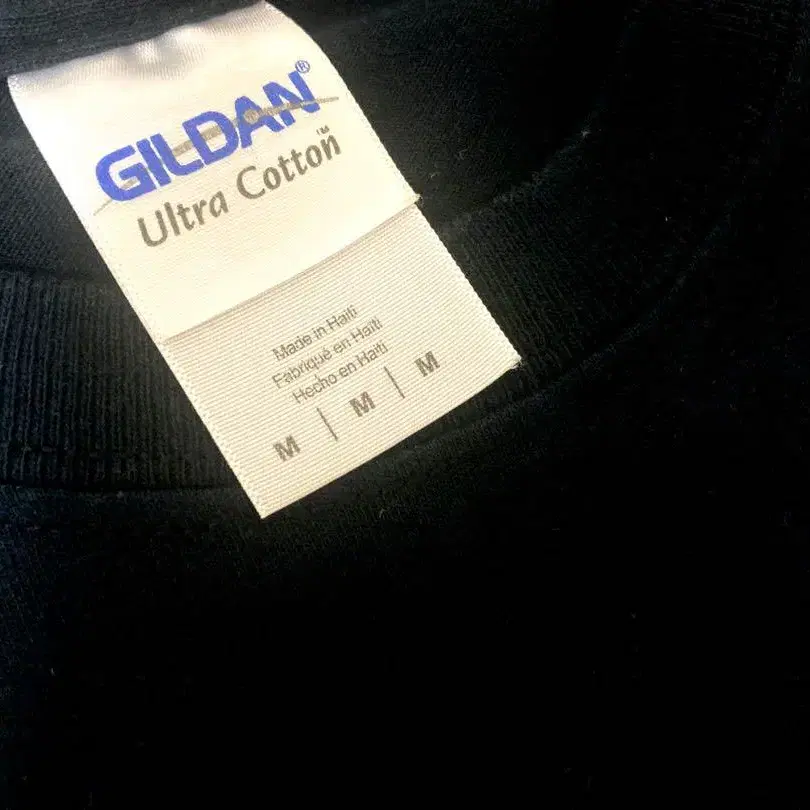 GILDAN®
Ultra Cotton™
Made in Haiti
Fabriqué en Haïti
Hecho en Haití
M | M | M